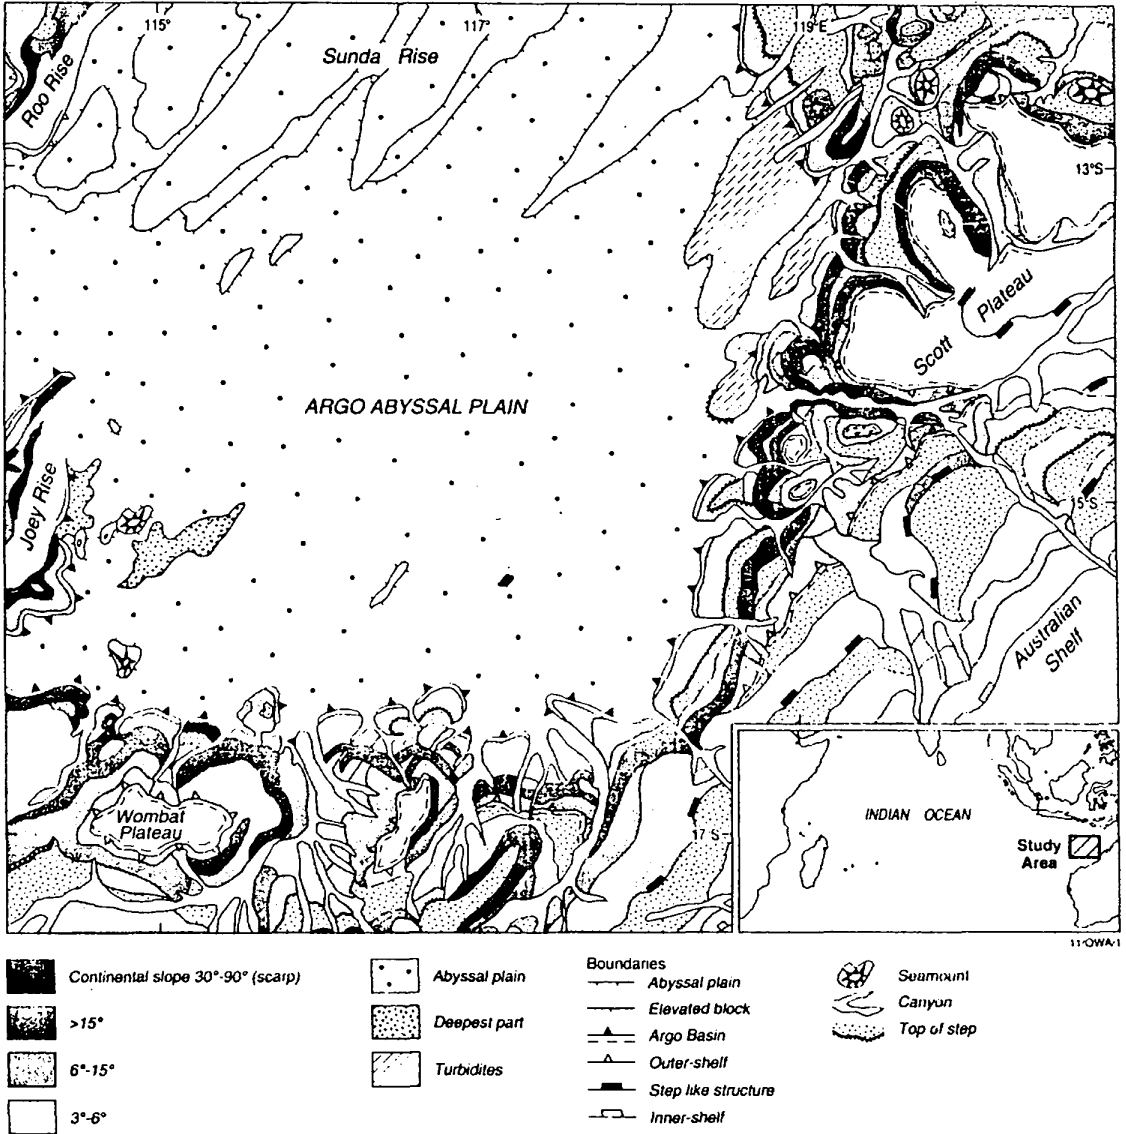 115°
117°
119°E
Roo Rise
Sunda Rise
13°S
Scott Plateau
ARGO ABYSSAL PLAIN
Joey Rise
15°S
Australian
Shelf
Wombat
Plateau
17°S
INDIAN OCEAN
Study
Area
11/OWA/1
Continental slope 30°-90° (scarp)
>15°
6°-15°
3°-6°
Abyssal plain
Deepest part
Turbidites
Boundaries
Abyssal plain
Elevated block
Argo Basin
Outer-shelf
Step like structure
Inner-shelf
Seamount
Canyon
Top of step